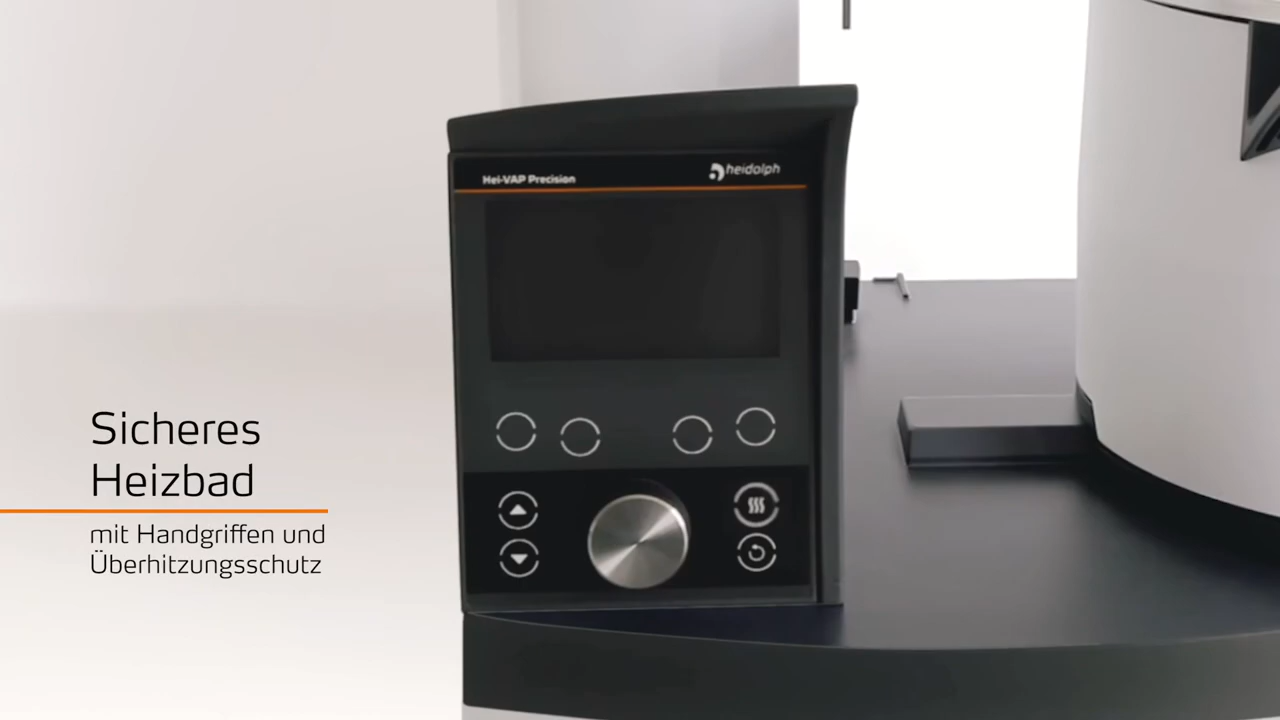 Hei-VAP Precision
heidolph
Sicheres
Heizbad
mit Handgriffen und
Überhitzungsschutz